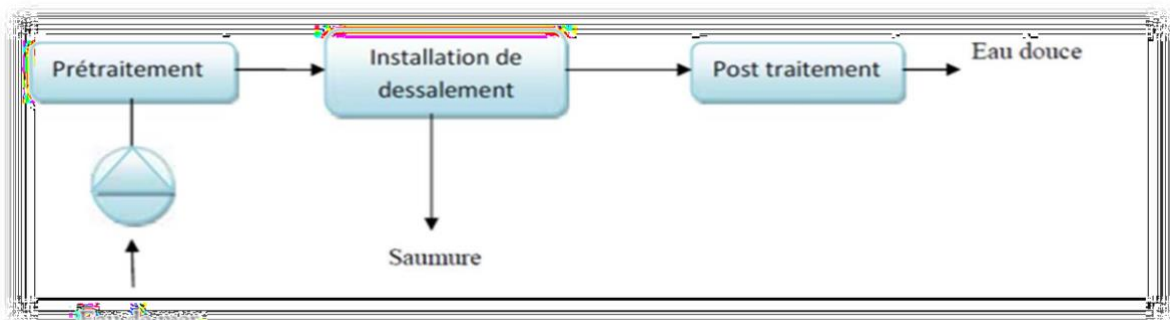 Prétraitement
Installation de
dessalement
Post traitement
Eau douce
Saumure